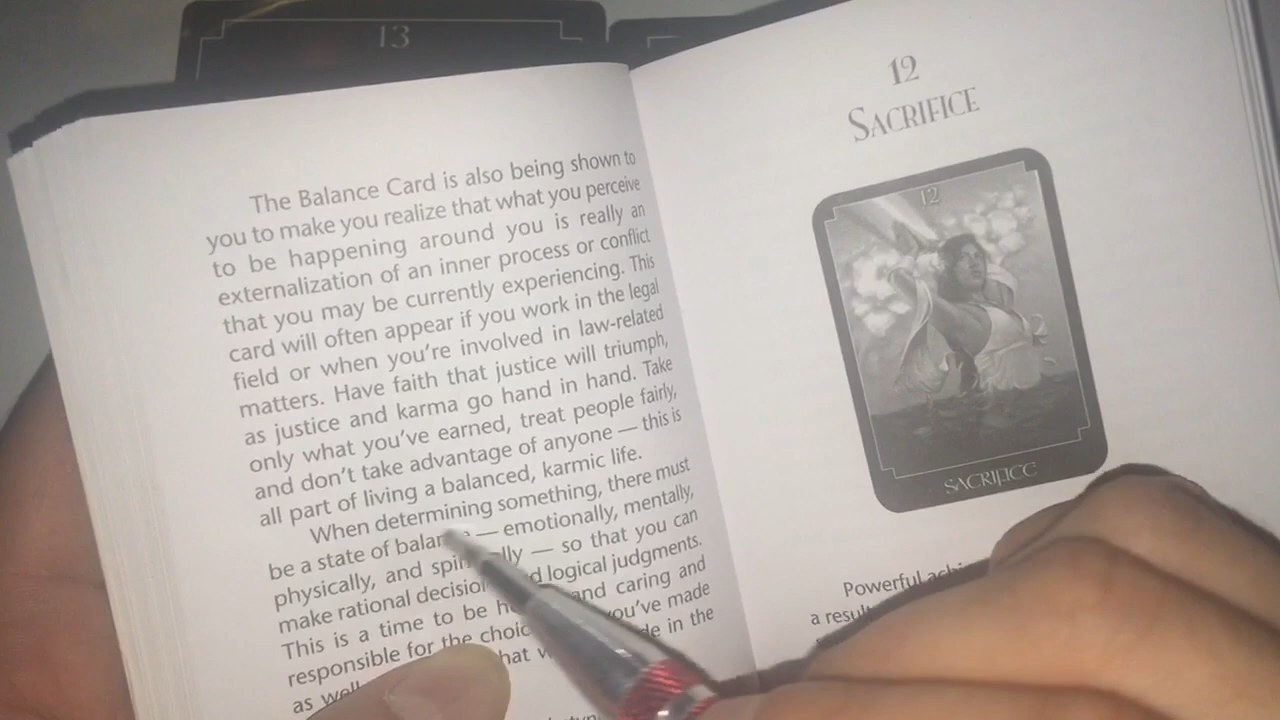 13
The Balance Card is also being shown to
you to make you realize that what you perceive
to be happening around you is really an
externalization of an inner process or conflict
that you may be currently experiencing. This
card will often appear if you work in the legal
field or when you're involved in law-related
matters. Have faith that justice will triumph,
as justice and karma go hand in hand. Take
only what you've earned, treat people fairly,
and don't take advantage of anyone — this is
all part of living a balanced, karmic life.
When determining something, there must
be a state of — emotionally, mentally,
physically, and — so that you can
make rational logical judgments.
This is a time to be and caring and
responsible for the you've made
as well in the
12
SACRIFICE
12
SACRIFICE
Powerful
a result